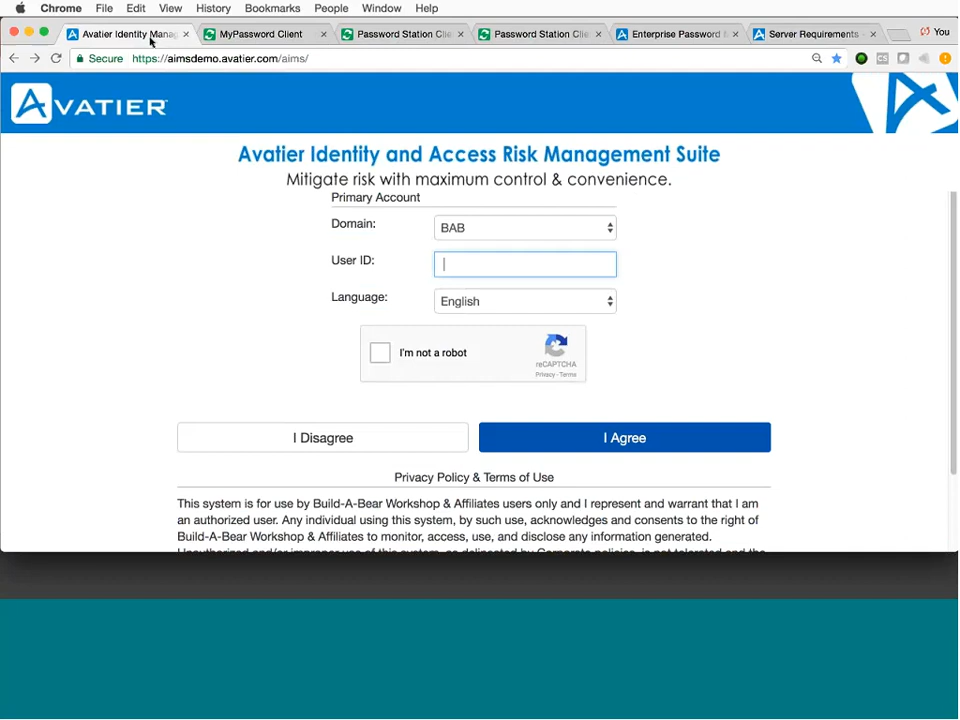 Chrome File Edit View History Bookmarks People Window Help
Avatier Identity Manag MyPassword Client Password Station Clie Password Station Clie Enterprise Password Server Requirements You
Secure https://aimsdemo.avatier.com/aims/
AVATIER
Avatier Identity and Access Risk Management Suite
Mitigate risk with maximum control & convenience.
Primary Account
Domain: BAB
User ID:
Language: English
I'm not a robot
reCAPTCHA
Privacy - Terms
I Disagree I Agree
Privacy Policy & Terms of Use
This system is for use by Build-A-Bear Workshop & Affiliates users only and I represent and warrant that I am
an authorized user. Any individual using this system, by such use, acknowledges and consents to the right of
Build-A-Bear Workshop & Affiliates to monitor, access, use, and disclose any information generated.